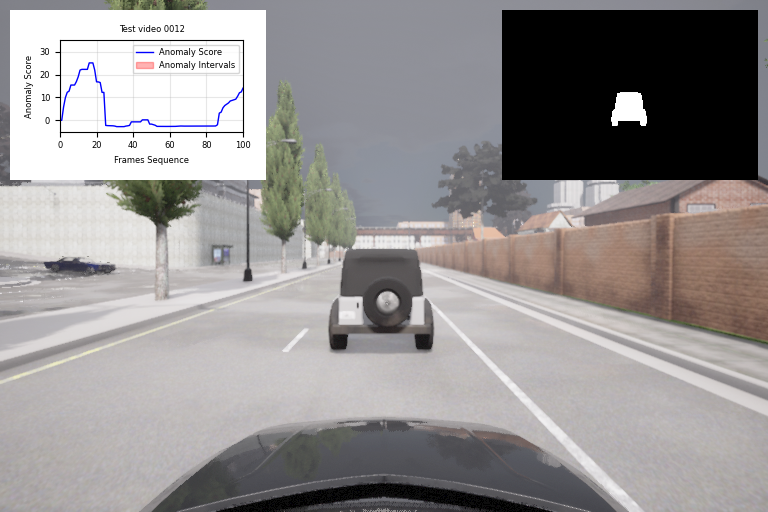 Test video 0012
Anomaly Score
Anomaly Intervals
Anomaly Score
30
20
10
0
0 20 40 60 80 100
Frames Sequence